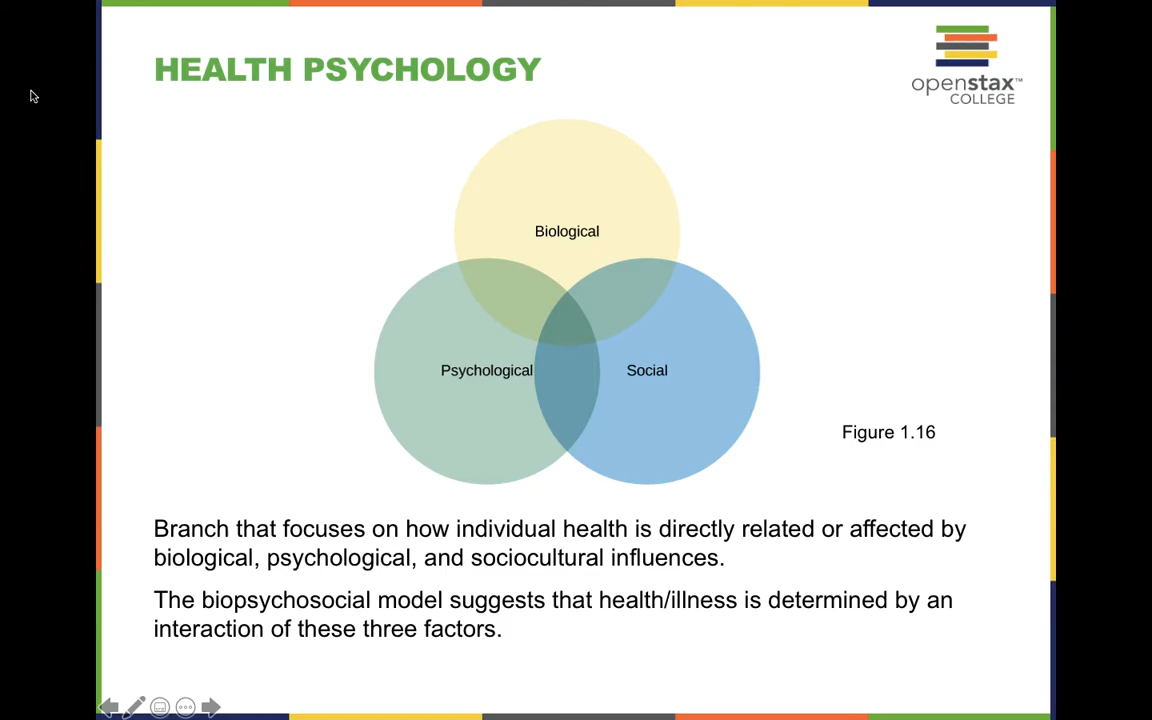 HEALTH PSYCHOLOGY
openstax™
COLLEGE
Biological
Psychological
Social
Figure 1.16
Branch that focuses on how individual health is directly related or affected by
biological, psychological, and sociocultural influences.
The biopsychosocial model suggests that health/illness is determined by an
interaction of these three factors.